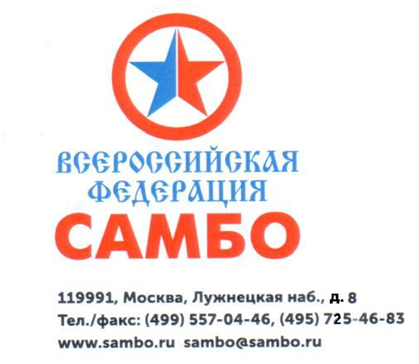 ВСЕРОССИЙСКАЯ
ФЕДЕРАЦИЯ
САМБО
119991, Москва, Лужнецкая наб., д. 8
Тел./факс: (499) 557-04-46, (495) 725-46-83
www.sambo.ru sambo@sambo.ru